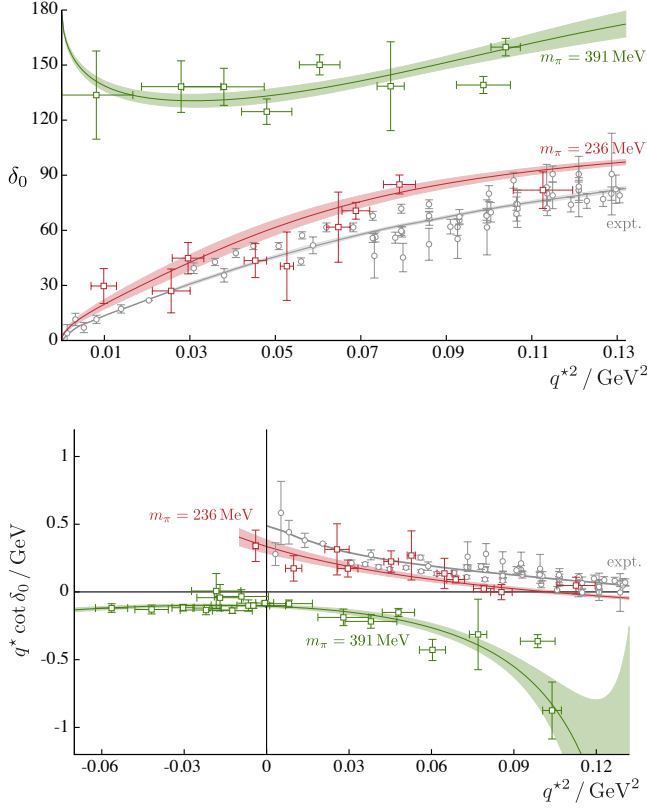 180
150
120
90
60
30
0
δ₀
m_π = 391 MeV
m_π = 236 MeV
expt.
0.01 0.03 0.05 0.07 0.09 0.11 0.13
q^{⋆2} / GeV²
q^⋆ cot δ₀ / GeV
1
0.5
0
-0.5
-1
m_π = 236 MeV
expt.
m_π = 391 MeV
-0.06 -0.03 0 0.03 0.06 0.09 0.12
q^{⋆2} / GeV²